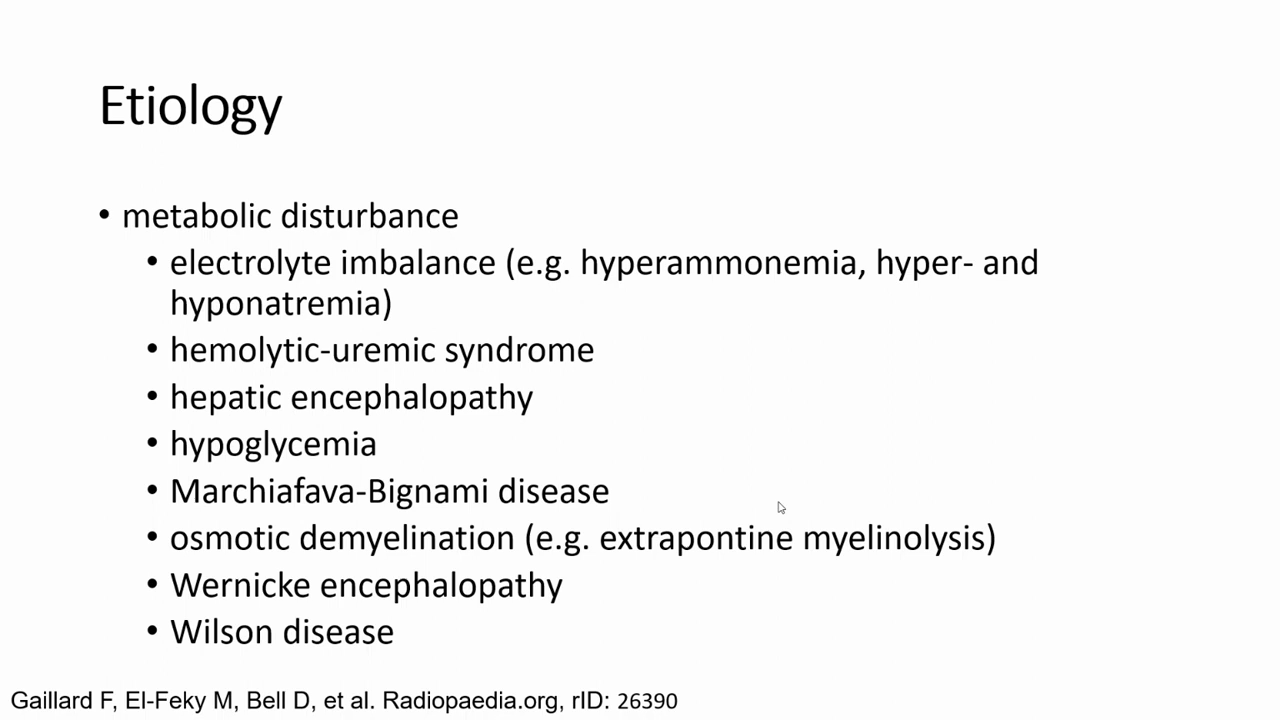 Etiology
• metabolic disturbance
• electrolyte imbalance (e.g. hyperammonemia, hyper- and
hyponatremia)
• hemolytic-uremic syndrome
• hepatic encephalopathy
• hypoglycemia
• Marchiafava-Bignami disease
• osmotic demyelination (e.g. extrapontine myelinolysis)
• Wernicke encephalopathy
• Wilson disease
Gaillard F, El-Feky M, Bell D, et al. Radiopaedia.org, rID: 26390